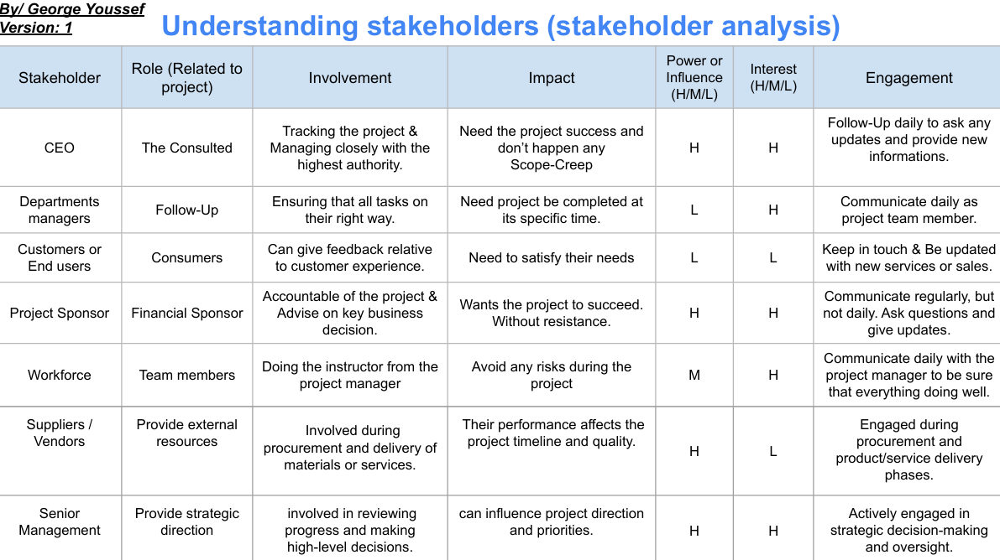 By/ George Youssef
Version: 1
Understanding stakeholders (stakeholder analysis)
Stakeholder
Role (Related to
project)
Involvement
Impact
Power or
Influence
(H/M/L)
Interest
(H/M/L)
Engagement
CEO
The Consulted
Tracking the project &
Managing closely with the
highest authority.
Need the project success and
don't happen any
Scope-Creep
H
H
Follow-Up daily to ask any
updates and provide new
informations.
Departments
managers
Follow-Up
Ensuring that all tasks on
their right way.
Need project be completed at
its specific time.
L
H
Communicate daily as
project team member.
Customers or
End users
Consumers
Can give feedback relative
to customer experience.
Need to satisfy their needs
L
L
Keep in touch & Be updated
with new services or sales.
Project Sponsor
Financial Sponsor
Accountable of the project &
Advise on key business
decision.
Wants the project to succeed.
Without resistance.
H
H
Communicate regularly, but
not daily. Ask questions and
give updates.
Workforce
Team members
Doing the instructor from the
project manager
Avoid any risks during the
project
M
H
Communicate daily with the
project manager to be sure
that everything doing well.
Suppliers /
Vendors
Provide external
resources
Involved during
procurement and delivery of
materials or services.
Their performance affects the
project timeline and quality.
H
L
Engaged during
procurement and
product/service delivery
phases.
Senior
Management
Provide strategic
direction
involved in reviewing
progress and making
high-level decisions.
can influence project direction
and priorities.
H
H
Actively engaged in
strategic decision-making
and oversight.